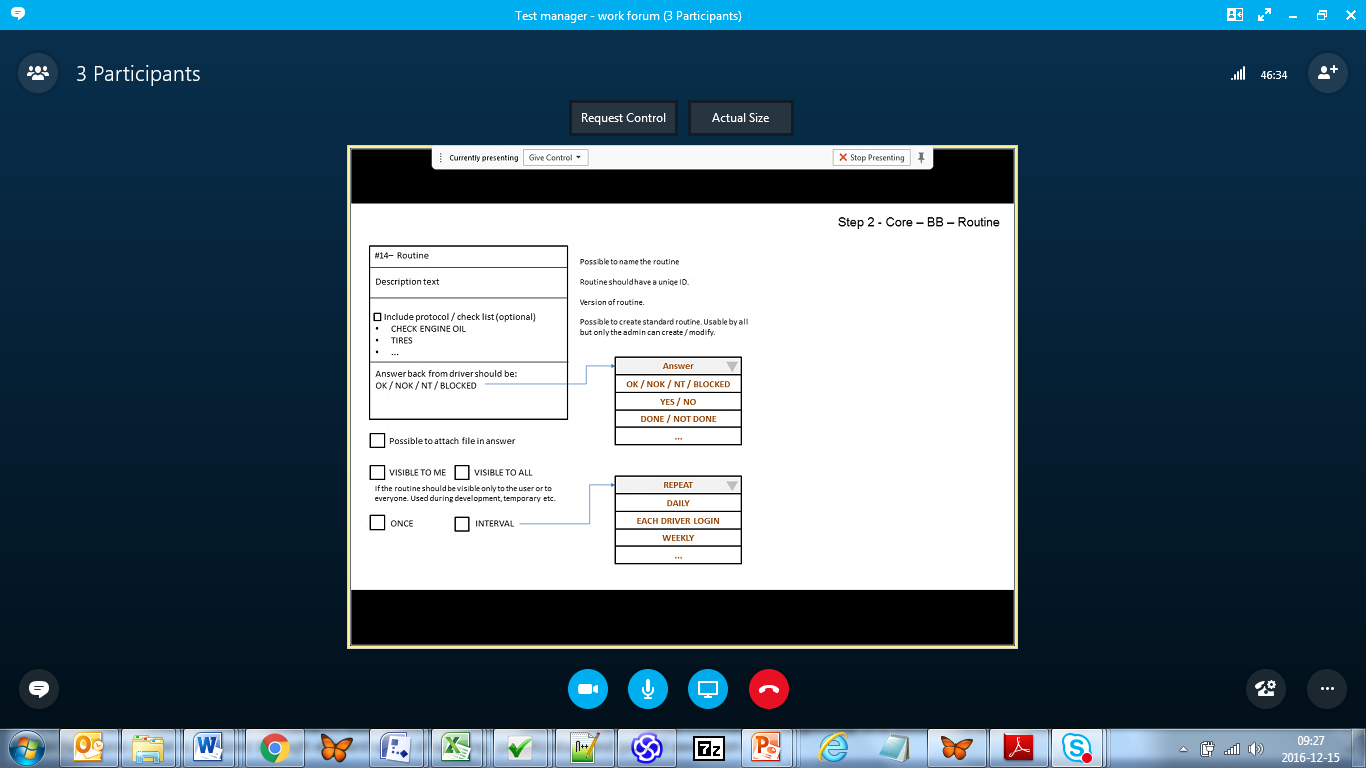 Test manager - work forum (3 Participants)
3 Participants
46:34
Request Control
Actual Size
Currently presenting
Give Control
Stop Presenting
Step 2 - Core – BB – Routine
#14– Routine
Description text
Include protocol / check list (optional)
• CHECK ENGINE OIL
• TIRES
• ...
Answer back from driver should be:
OK / NOK / NT / BLOCKED
Possible to name the routine
Routine should have a uniqe ID.
Version of routine.
Possible to create standard routine. Usable by all
but only the admin can create / modify.
Answer
OK / NOK / NT / BLOCKED
YES / NO
DONE / NOT DONE
...
Possible to attach file in answer
VISIBLE TO ME
VISIBLE TO ALL
If the routine should be visible only to the user or to
everyone. Used during development, temporary etc.
ONCE
INTERVAL
REPEAT
DAILY
EACH DRIVER LOGIN
WEEKLY
...
09:27
2016-12-15